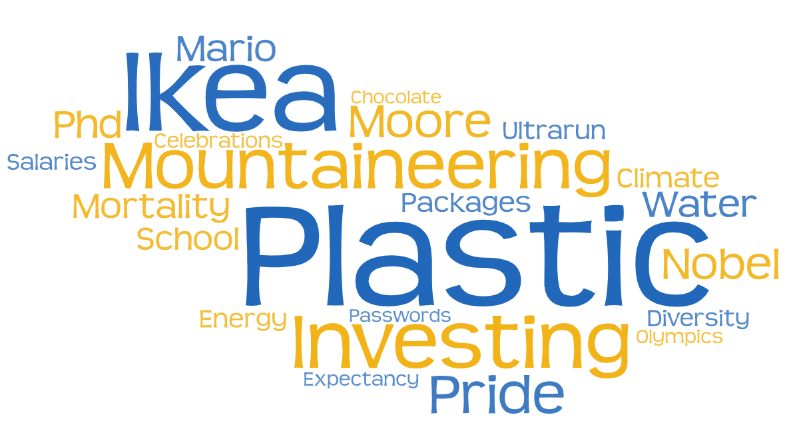 Mario
Ikea
Chocolate
Phd
Moore
Ultrarun
Celebrations
Salaries
Mountaineering
Climate
Mortality
Packages
Water
School
Plastic
Nobel
Energy
Passwords
Diversity
Investing
Olympics
Expectancy
Pride